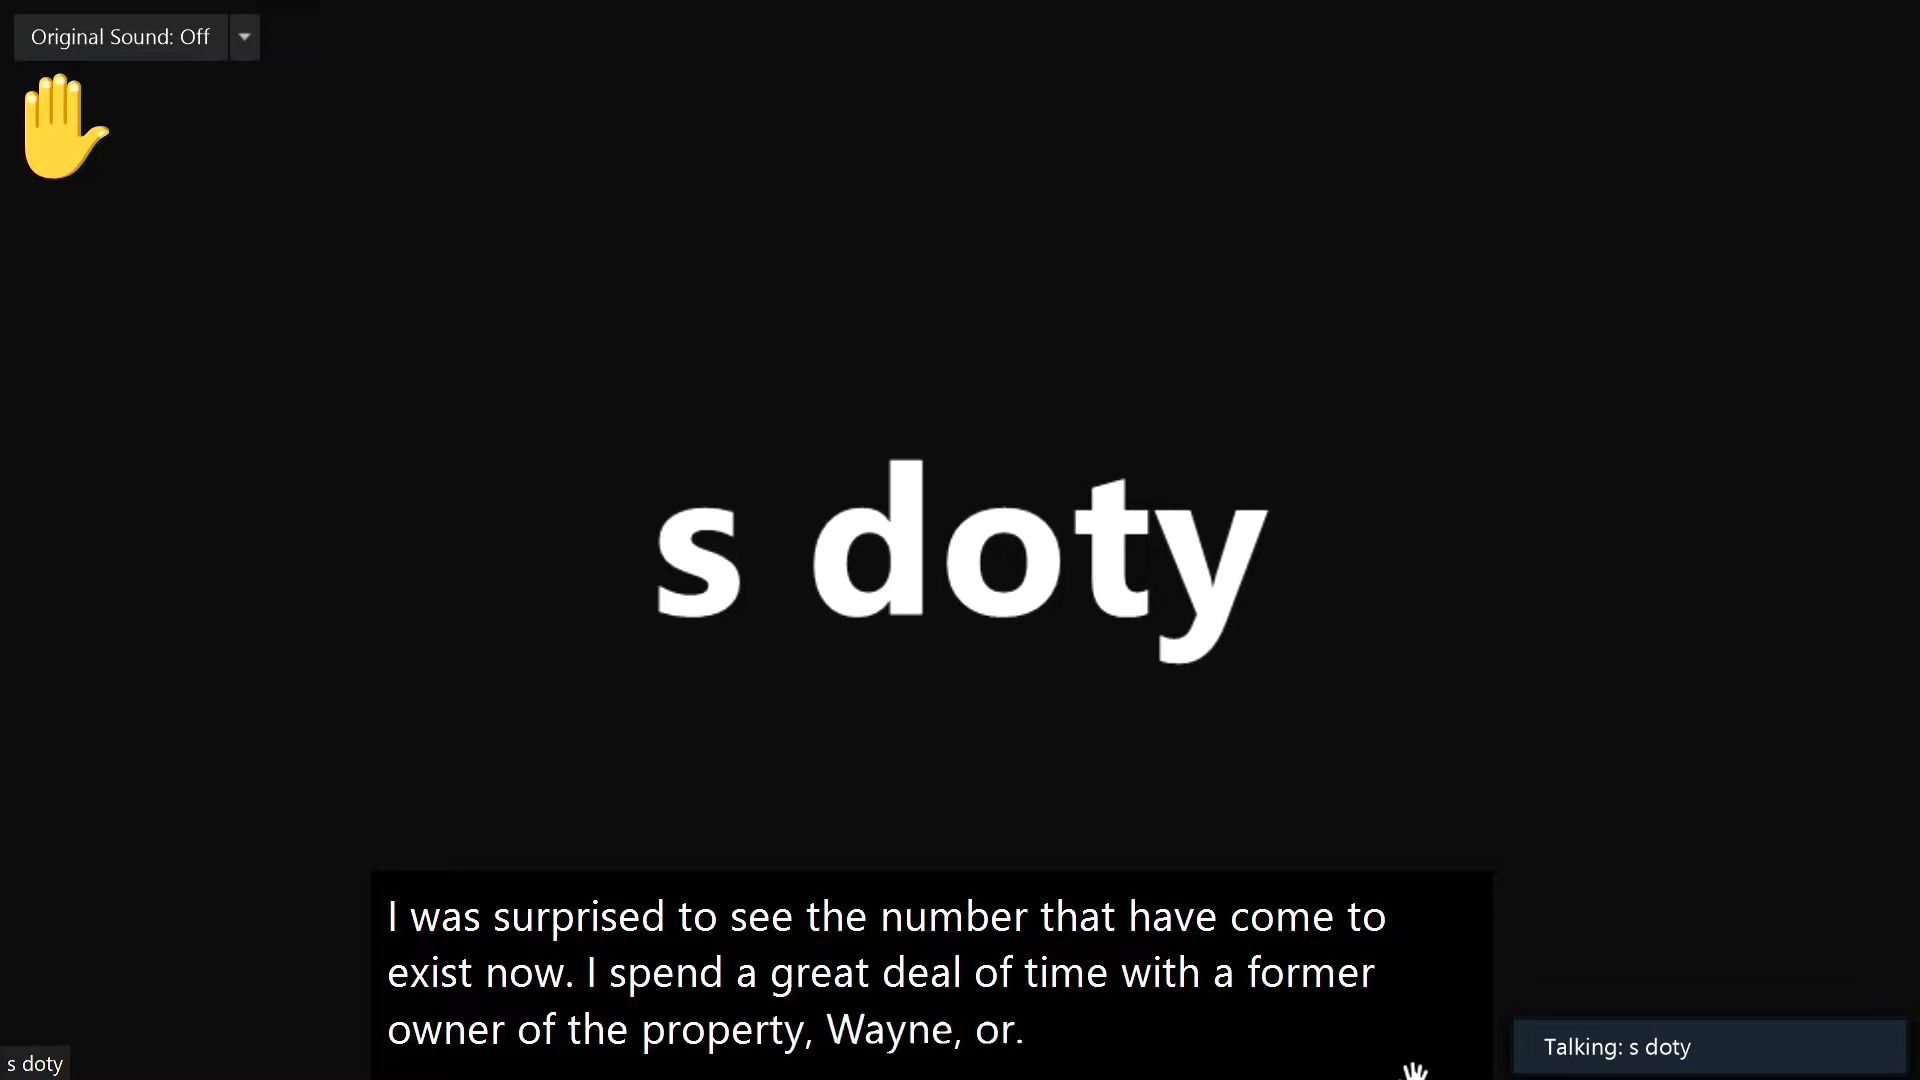 Original Sound: Off
s doty
I was surprised to see the number that have come to
exist now. I spend a great deal of time with a former
owner of the property, Wayne, or.
Talking: s doty
s doty